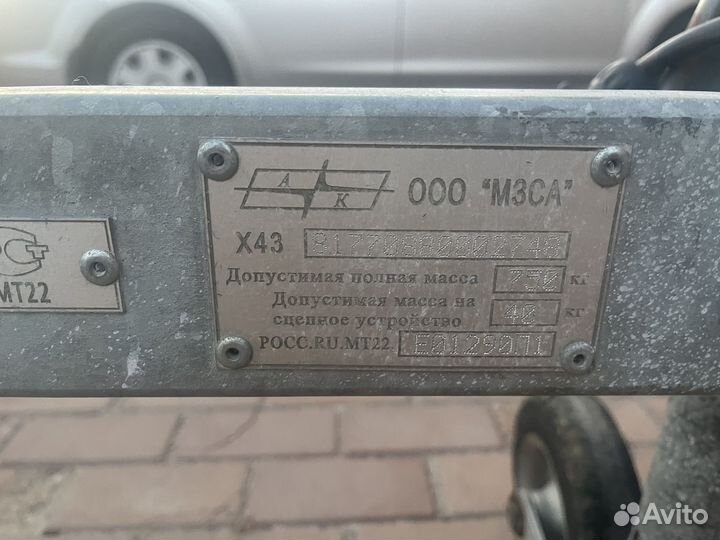 МТ22
А К ООО "МЗСА"
Х43 817706B0002748
Допустимая полная масса 750 кг
Допустимая масса на
сцепное устройство 40 кг
РОСС.RU.МТ22 Е01290П1
Avito